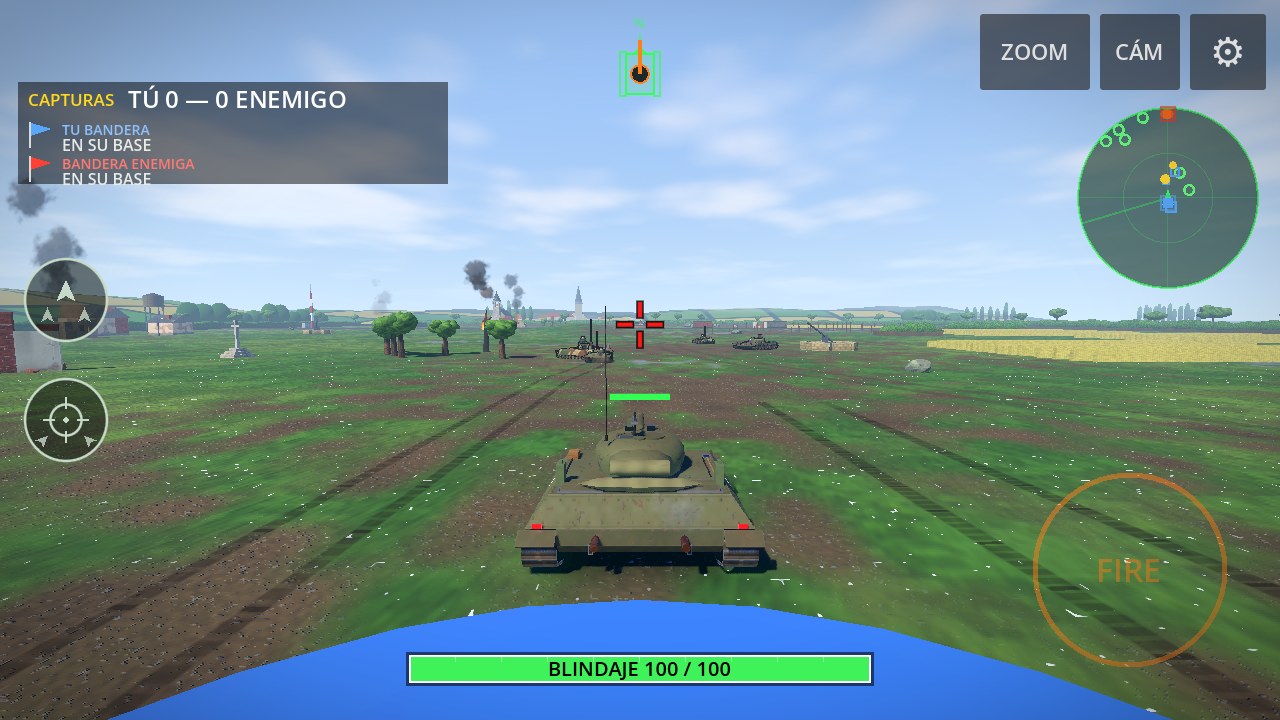 ZOOM
CÁM
CAPTURAS TÚ 0 — 0 ENEMIGO
TU BANDERA
EN SU BASE
BANDERA ENEMIGA
EN SU BASE
FIRE
BLINDAJE 100 / 100